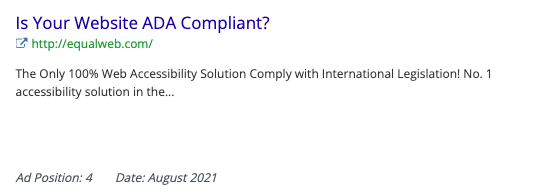 Is Your Website ADA Compliant?
http://equalweb.com/
The Only 100% Web Accessibility Solution Comply with International Legislation! No. 1
accessibility solution in the...
Ad Position: 4 Date: August 2021